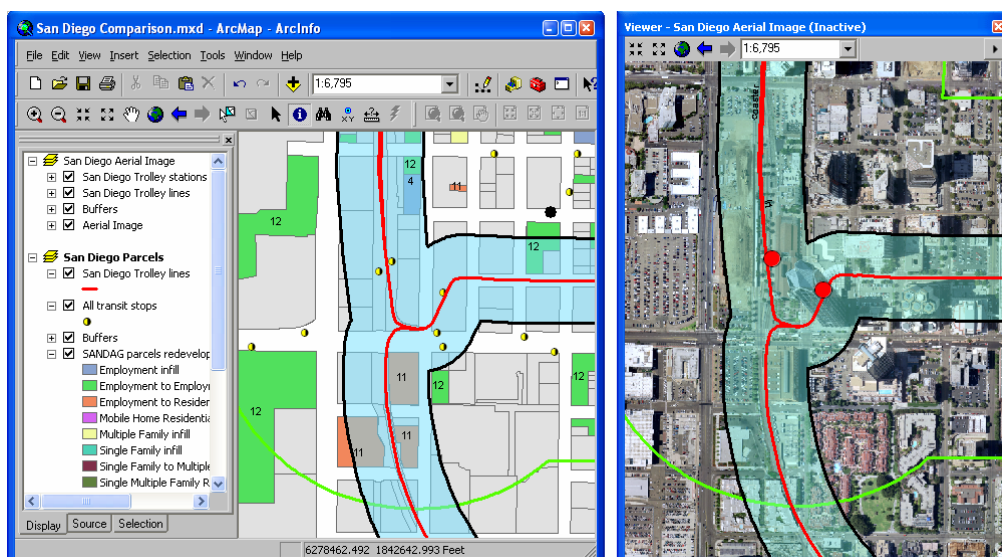 San Diego Comparison.mxd - ArcMap - ArcInfo
File Edit View Insert Selection Tools Window Help
1:6,795
San Diego Aerial Image
San Diego Trolley stations
San Diego Trolley lines
Buffers
Aerial Image
San Diego Parcels
San Diego Trolley lines
All transit stops
Buffers
SANDAG parcels redevelop
Employment infill
Employment to Employ
Employment to Resider
Mobile Home Residentia
Multiple Family infill
Single Family infill
Single Family to Multiple
Single Multiple Family R
Display Source Selection
12
4
11
12
12
11
12
12
12
11
11
6278462.492 1842642.993 Feet
Viewer - San Diego Aerial Image (Inactive)
1:6,795